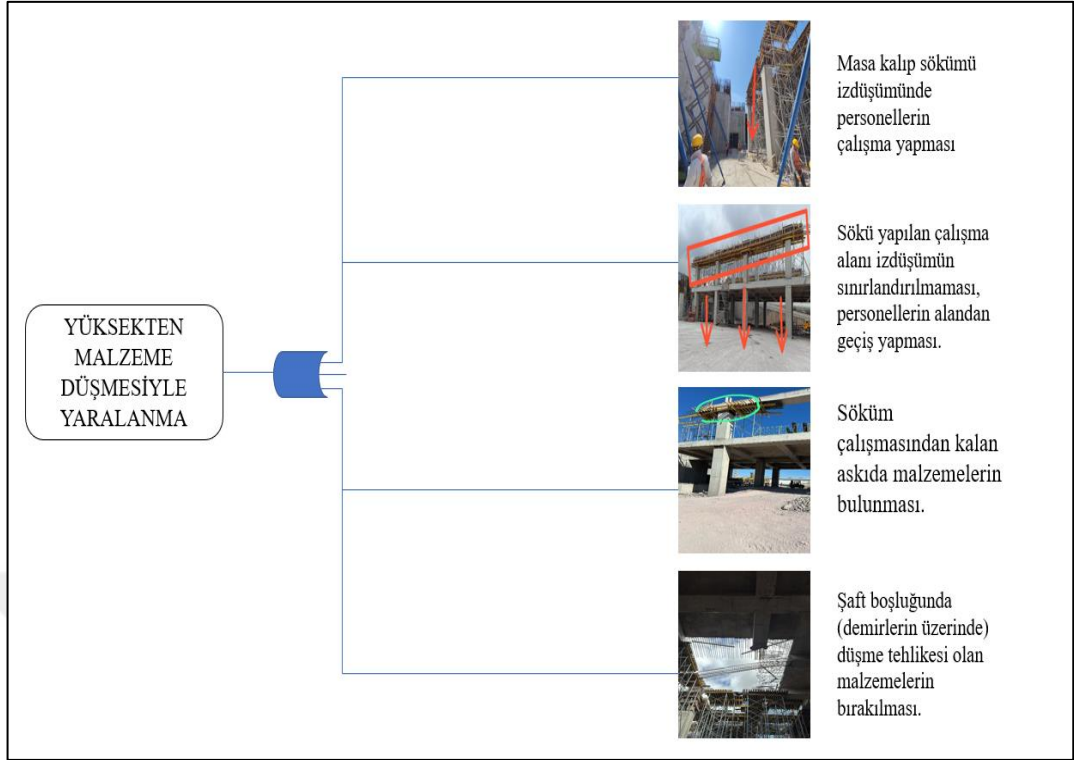 YÜKSEKTEN
MALZEME
DÜŞMESİYLE
YARALANMA
Masa kalıp sökümü
izdüşümünde
personellerin
çalışma yapması
Sökü yapılan çalışma
alanı izdüşümün
sınırlandırılmaması,
personellerin alandan
geçiş yapması.
Söküm
çalışmasından kalan
askıda malzemelerin
bulunması.
Şaft boşluğunda
(demirlerin üzerinde)
düşme tehlikesi olan
malzemelerin
bırakılması.